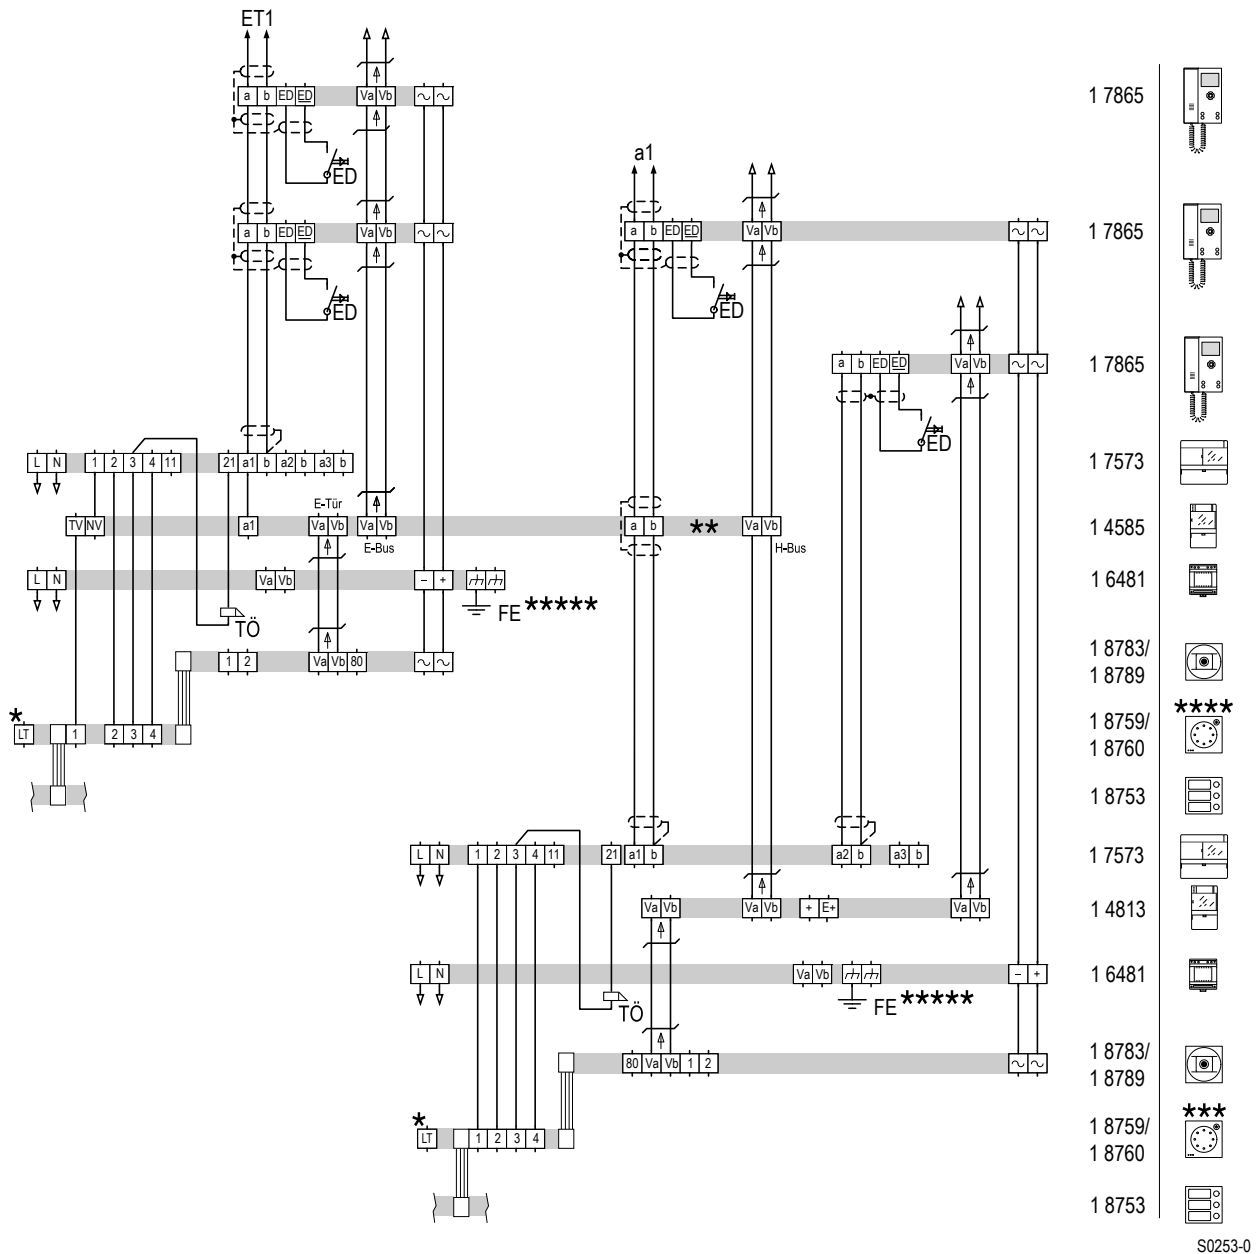 ET1
a b ED ED Va Vb ~ ~ 1 7865
ED
a1
a b ED ED Va Vb ~ ~ a b ED ED Va Vb ~ ~ 1 7865
ED ED
a b ED ED Va Vb ~ ~ 1 7865
ED
L N 1 2 3 4 11 21 a1 b a2 b a3 b 1 7573
E-Tür
TV NV a1 Va Vb Va Vb a b ** Va Vb 1 4585
E-Bus H-Bus
L N Va Vb - + 1 6481
FE *****
TÖ
1 2 Va Vb 80 ~ ~ 1 8783/
1 8789
* ****
LT 1 2 3 4 1 8759/
1 8760
1 8753
L N 1 2 3 4 11 21 a1 b a2 b a3 b 1 7573
Va Vb Va Vb + E+ Va Vb 1 4813
L N Va Vb - + 1 6481
TÖ FE *****
80 Va Vb 1 2 ~ ~ 1 8783/
1 8789
* ***
LT 1 2 3 4 1 8759/
1 8760
1 8753
S0253-0